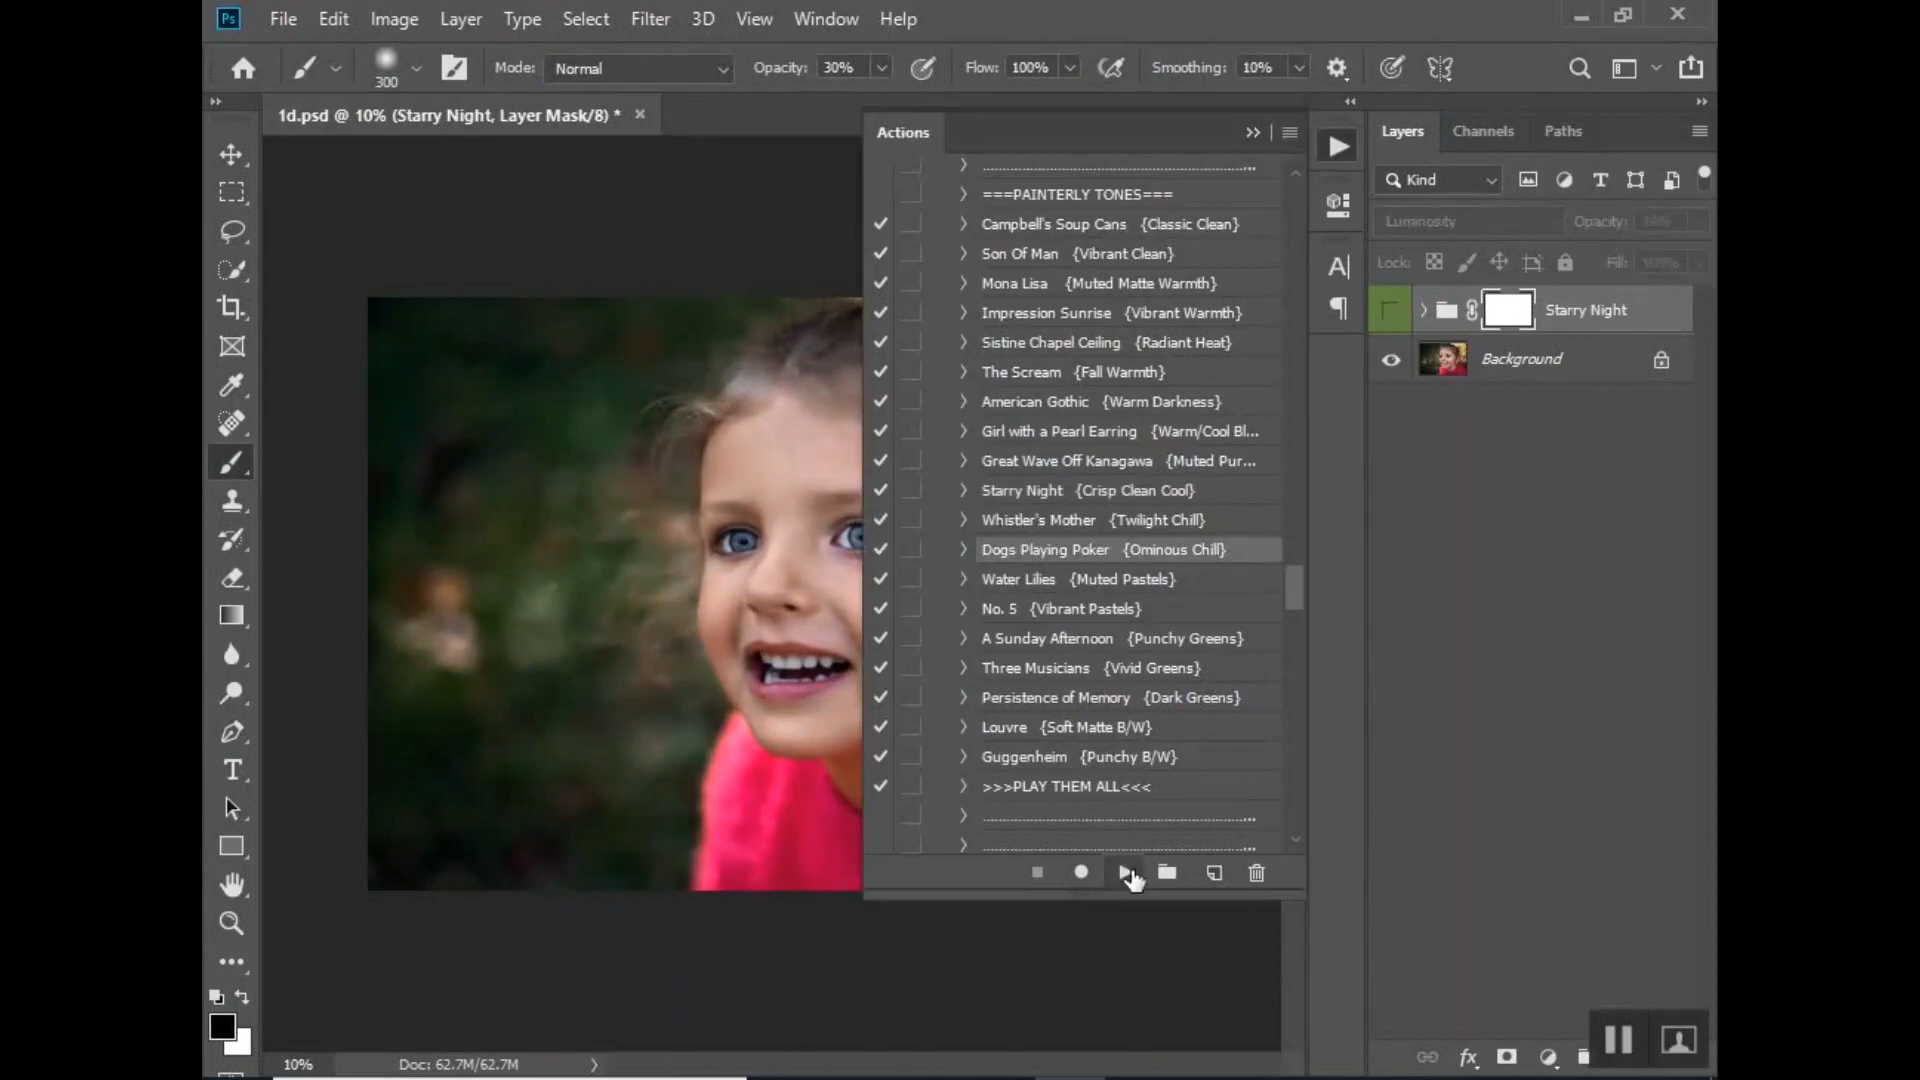 Ps File Edit Image Layer Type Select Filter 3D View Window Help
300 Mode: Normal Opacity: 30% Flow: 100% Smoothing: 10%
1d.psd @ 10% (Starry Night, Layer Mask/8) *
Actions
===PAINTERLY TONES===
Campbell's Soup Cans {Classic Clean}
Son Of Man {Vibrant Clean}
Mona Lisa {Muted Matte Warmth}
Impression Sunrise {Vibrant Warmth}
Sistine Chapel Ceiling {Radiant Heat}
The Scream {Fall Warmth}
American Gothic {Warm Darkness}
Girl with a Pearl Earring {Warm/Cool Bl...
Great Wave Off Kanagawa {Muted Pur...
Starry Night {Crisp Clean Cool}
Whistler's Mother {Twilight Chill}
Dogs Playing Poker {Ominous Chill}
Water Lilies {Muted Pastels}
No. 5 {Vibrant Pastels}
A Sunday Afternoon {Punchy Greens}
Three Musicians {Vivid Greens}
Persistence of Memory {Dark Greens}
Louvre {Soft Matte B/W}
Guggenheim {Punchy B/W}
>>>PLAY THEM ALL<<<
Layers Channels Paths
Kind
Luminosity Opacity:
Lock: Fill: 100%
Starry Night
Background
fx
10% Doc: 62.7M/62.7M